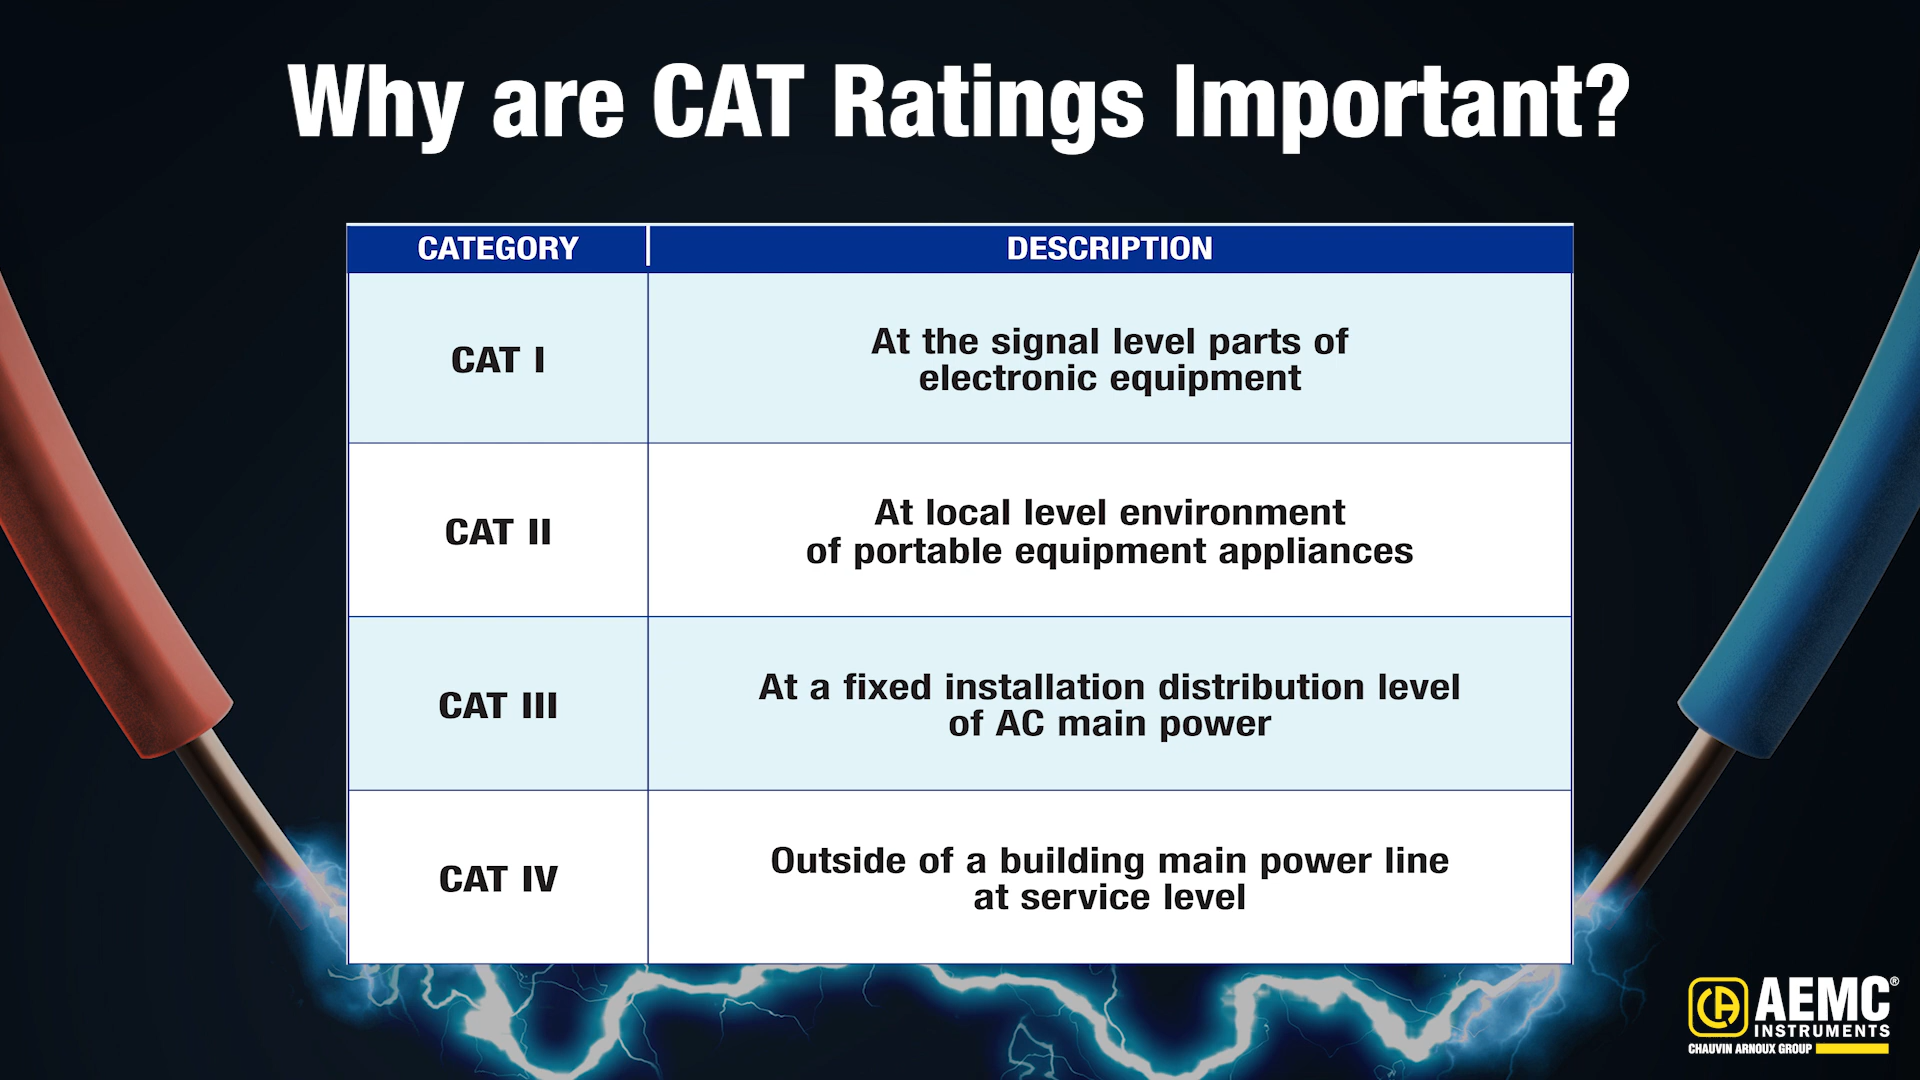 Why are CAT Ratings Important?
CATEGORY
DESCRIPTION
CAT I
At the signal level parts of
electronic equipment
CAT II
At local level environment
of portable equipment appliances
CAT III
At a fixed installation distribution level
of AC main power
CAT IV
Outside of a building main power line
at service level
CA
AEMC®
INSTRUMENTS
CHAUVIN ARNOUX GROUP